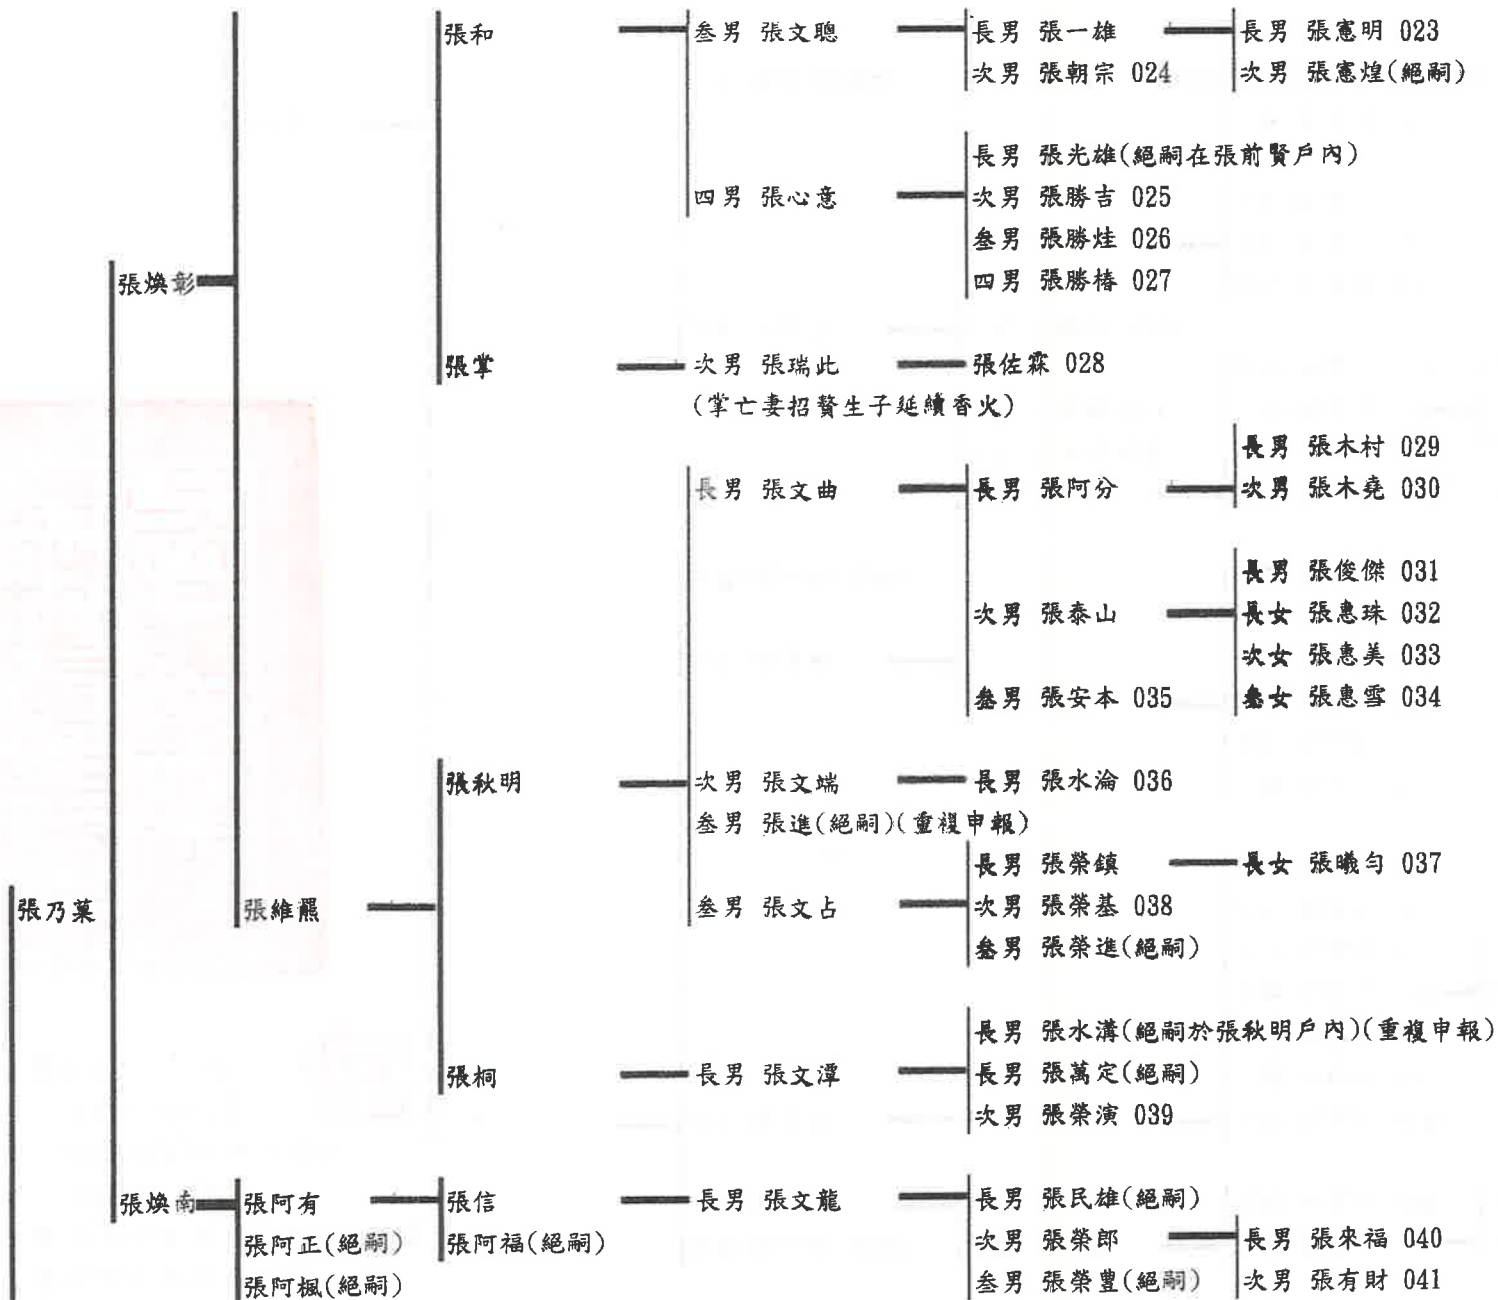 張和 叁男 張文聰 長男 張一雄 長男 張憲明 023
次男 張朝宗 024 次男 張憲煌(絕嗣)
長男 張光雄(絕嗣在張前賢戶內)
四男 張心意 次男 張勝吉 025
叁男 張勝烓 026
張煥彰 四男 張勝椿 027
張掌 次男 張瑞此 張佐霖 028
(掌亡妻招贅生子延續香火)
長男 張木村 029
長男 張文曲 長男 張阿分 次男 張木堯 030
長男 張俊傑 031
次男 張泰山 長女 張惠珠 032
次女 張惠美 033
叁男 張安本 035 叁女 張惠雪 034
張秋明 次男 張文端 長男 張水淪 036
叁男 張進(絕嗣)(重複申報)
長男 張榮鎮 長女 張曦勻 037
張乃菓 張維羆 叁男 張文占 次男 張榮基 038
叁男 張榮進(絕嗣)
長男 張水溝(絕嗣於張秋明戶內)(重複申報)
張桐 長男 張文潭 長男 張萬定(絕嗣)
次男 張榮演 039
張煥南 張阿有 張信 長男 張文龍 長男 張民雄(絕嗣)
張阿正(絕嗣) 張阿福(絕嗣) 次男 張榮郎 長男 張來福 040
張阿楓(絕嗣) 叁男 張榮豊(絕嗣) 次男 張有財 041